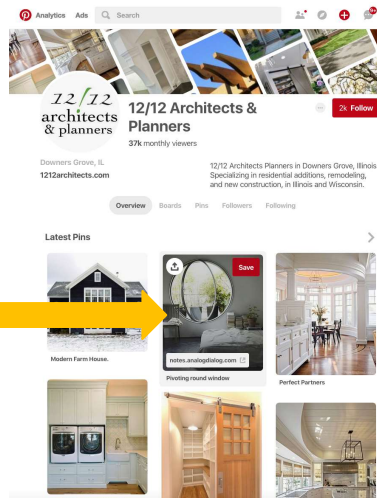 Analytics
Ads
Search
9+
12/12
architects
& planners
12/12 Architects &
Planners
37k monthly viewers
2k Follow
Downers Grove, IL
1212architects.com
12/12 Architects Planners in Downers Grove, Illinois
Specializing in residential additions, remodeling,
and new construction, in Illinois and Wisconsin.
Overview
Boards
Pins
Followers
Following
Latest Pins
Save
notes.analogdialog.com
Modern Farm House.
Pivoting round window
Perfect Partners